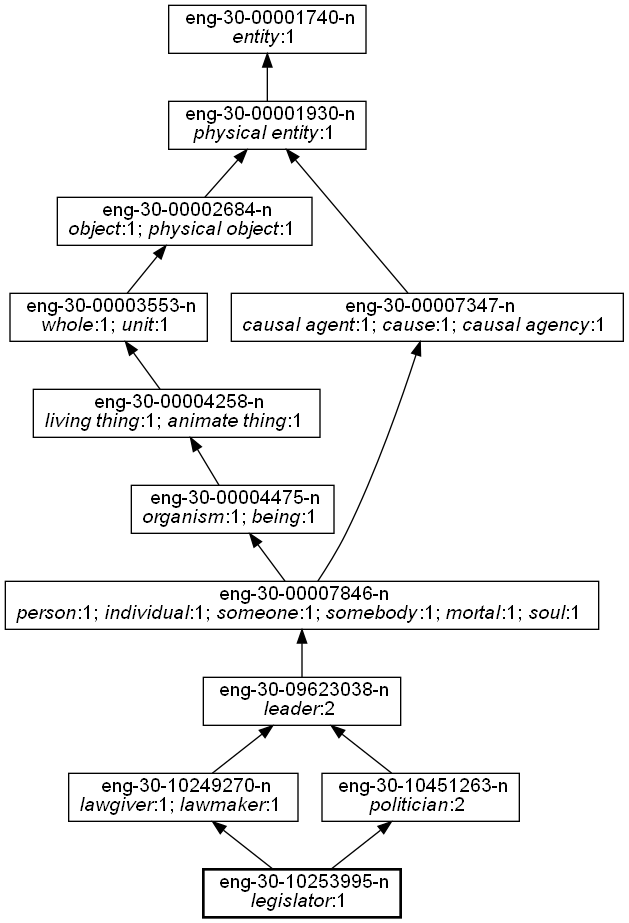 eng-30-00001740-n
entity:1
eng-30-00001930-n
physical entity:1
eng-30-00002684-n
object:1; physical object:1
eng-30-00003553-n
whole:1; unit:1
eng-30-00007347-n
causal agent:1; cause:1; causal agency:1
eng-30-00004258-n
living thing:1; animate thing:1
eng-30-00004475-n
organism:1; being:1
eng-30-00007846-n
person:1; individual:1; someone:1; somebody:1; mortal:1; soul:1
eng-30-09623038-n
leader:2
eng-30-10249270-n
lawgiver:1; lawmaker:1
eng-30-10451263-n
politician:2
eng-30-10253995-n
legislator:1